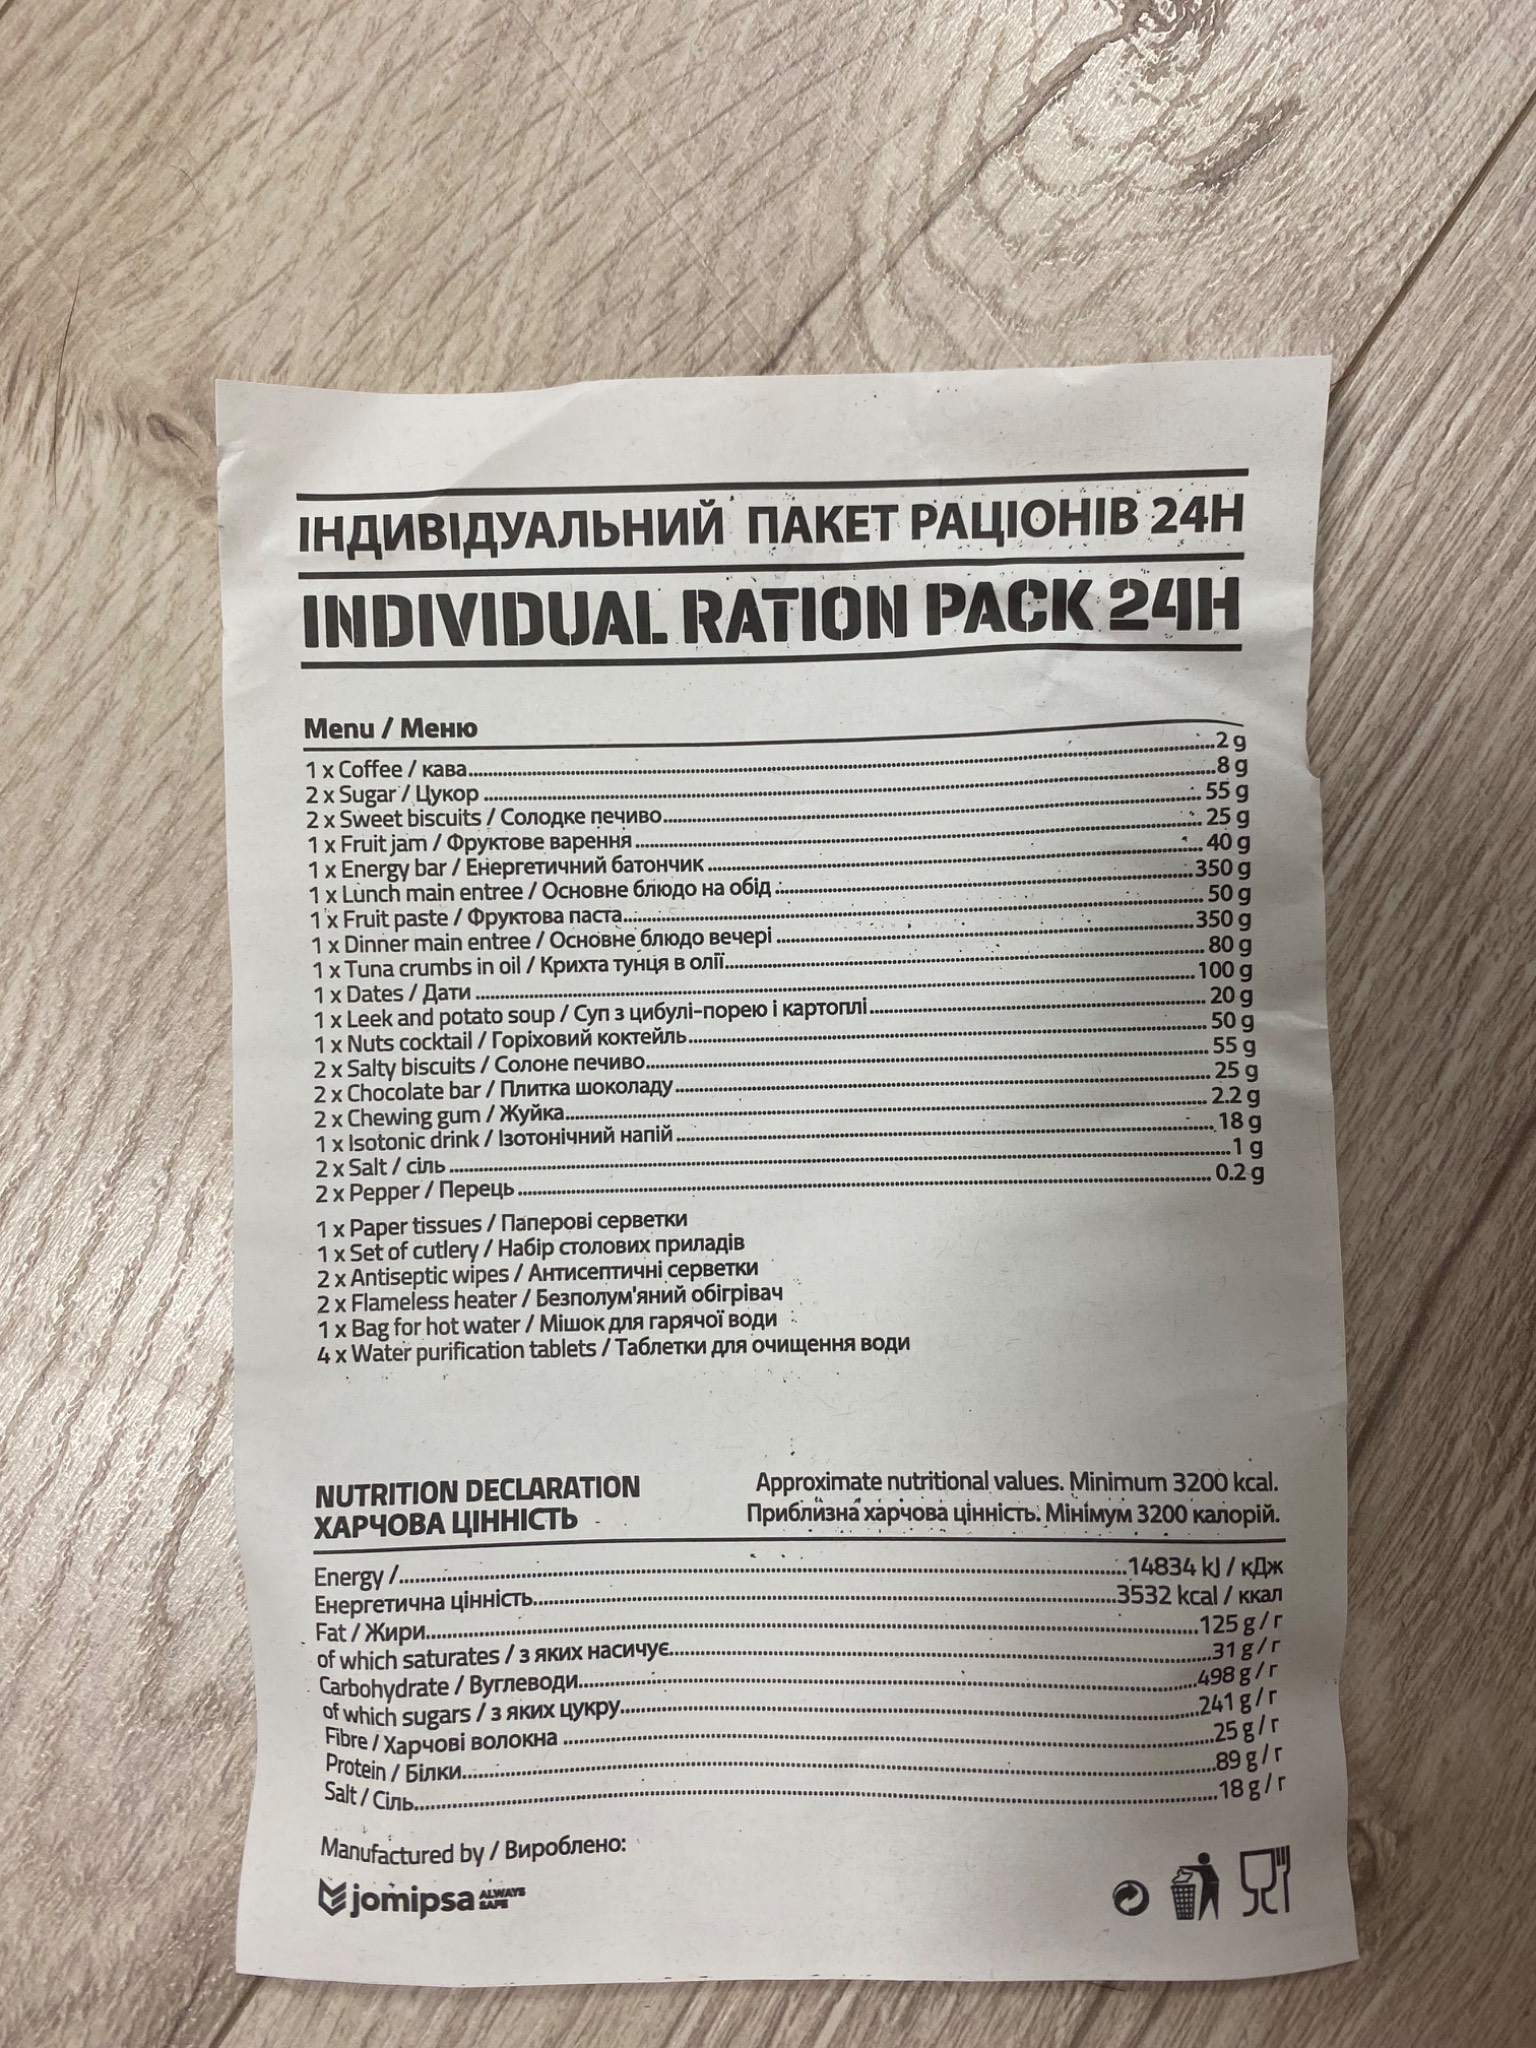 ІНДИВІДУАЛЬНИЙ ПАКЕТ РАЦІОНІВ 24H
INDIVIDUAL RATION PACK 24H
Menu / Меню
1 x Coffee / кава........2 g
2 x Sugar / Цукор ........8 g
2 x Sweet biscuits / Солодке печиво........55 g
1 x Fruit jam / Фруктове варення........25 g
1 x Energy bar / Енергетичний батончик ........40 g
1 x Lunch main entree / Основне блюдо на обід ........350 g
1 x Fruit paste / Фруктова паста........50 g
1 x Dinner main entree / Основне блюдо вечері ........350 g
1 x Tuna crumbs in oil / Крихта тунця в олії........80 g
1 x Dates / Дати ........100 g
1 x Leek and potato soup / Суп з цибулі-порею і картоплі........20 g
1 x Nuts cocktail / Горіховий коктейль........50 g
2 x Salty biscuits / Солоне печиво........55 g
2 x Chocolate bar / Плитка шоколаду........25 g
2 x Chewing gum / Жуйка........2.2 g
1 x Isotonic drink / Ізотонічний напій ........18 g
2 x Salt / сіль ........1 g
2 x Pepper / Перець ........0.2 g
1 x Paper tissues / Паперові серветки
1 x Set of cutlery / Набір столових приладів
2 x Antiseptic wipes / Антисептичні серветки
2 x Flameless heater / Безполум'яний обігрівач
1 x Bag for hot water / Мішок для гарячої води
4 x Water purification tablets / Таблетки для очищення води
NUTRITION DECLARATION
ХАРЧОВА ЦІННІСТЬ
Approximate nutritional values. Minimum 3200 kcal.
Приблизна харчова цінність. Мінімум 3200 калорій.
Energy /........14834 kJ / кДж
Енергетична цінність........3532 kcal / ккал
Fat / Жири........125 g / г
of which saturates / з яких насичує........31 g / г
Carbohydrate / Вуглеводи........498 g / г
of which sugars / з яких цукру........241 g / г
Fibre / Харчові волокна ........25 g / г
Protein / Білки........89 g / г
Salt / Сіль........18 g / г
Manufactured by / Вироблено:
jomipsa ALWAYS SAFE